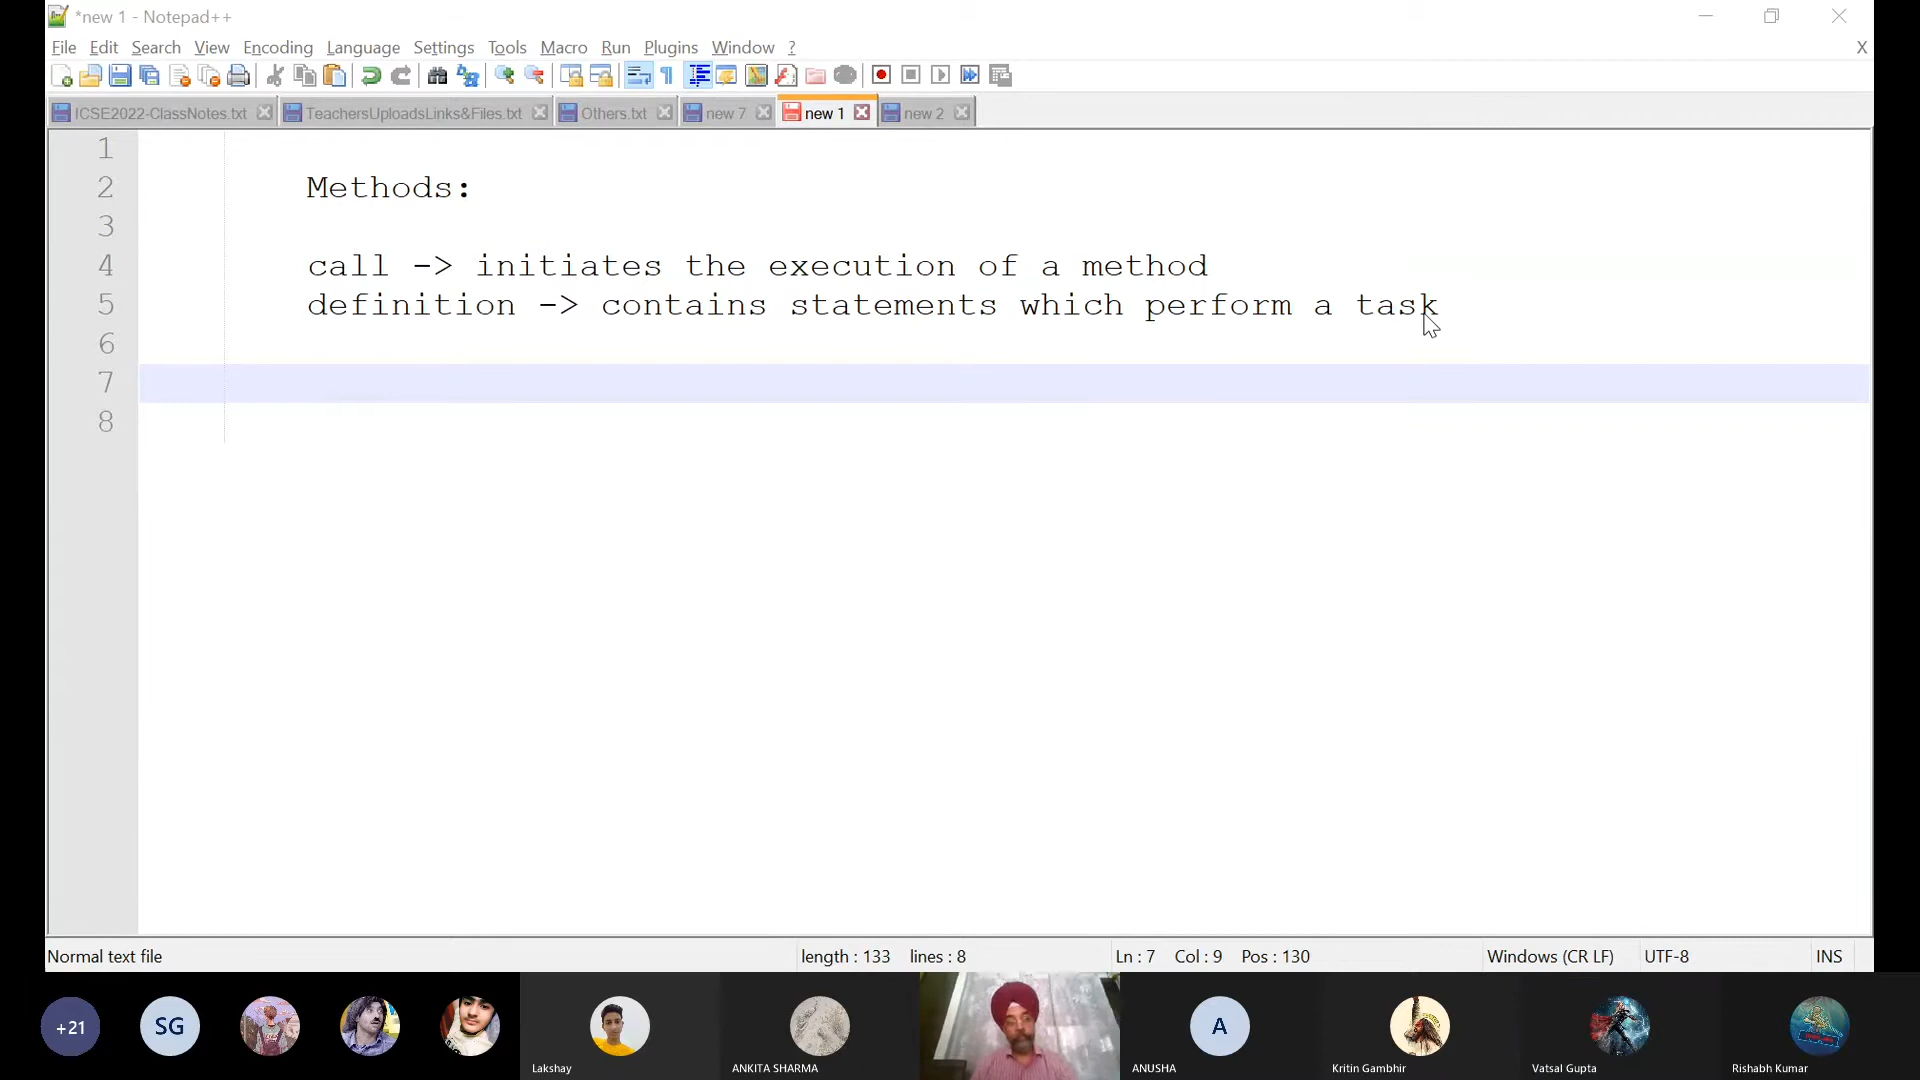 *new 1 - Notepad++
File Edit Search View Encoding Language Settings Tools Macro Run Plugins Window ? X
ICSE2022-ClassNotes.txt TeachersUploadsLinks&Files.txt Others.txt new 7 new 1 new 2
1
2 Methods:
3
4 call -> initiates the execution of a method
5 definition -> contains statements which perform a task
6
7
8
Normal text file length : 133 lines : 8 Ln : 7 Col : 9 Pos : 130 Windows (CR LF) UTF-8 INS
+21 SG A
Lakshay ANKITA SHARMA ANUSHA Kritin Gambhir Vatsal Gupta Rishabh Kumar